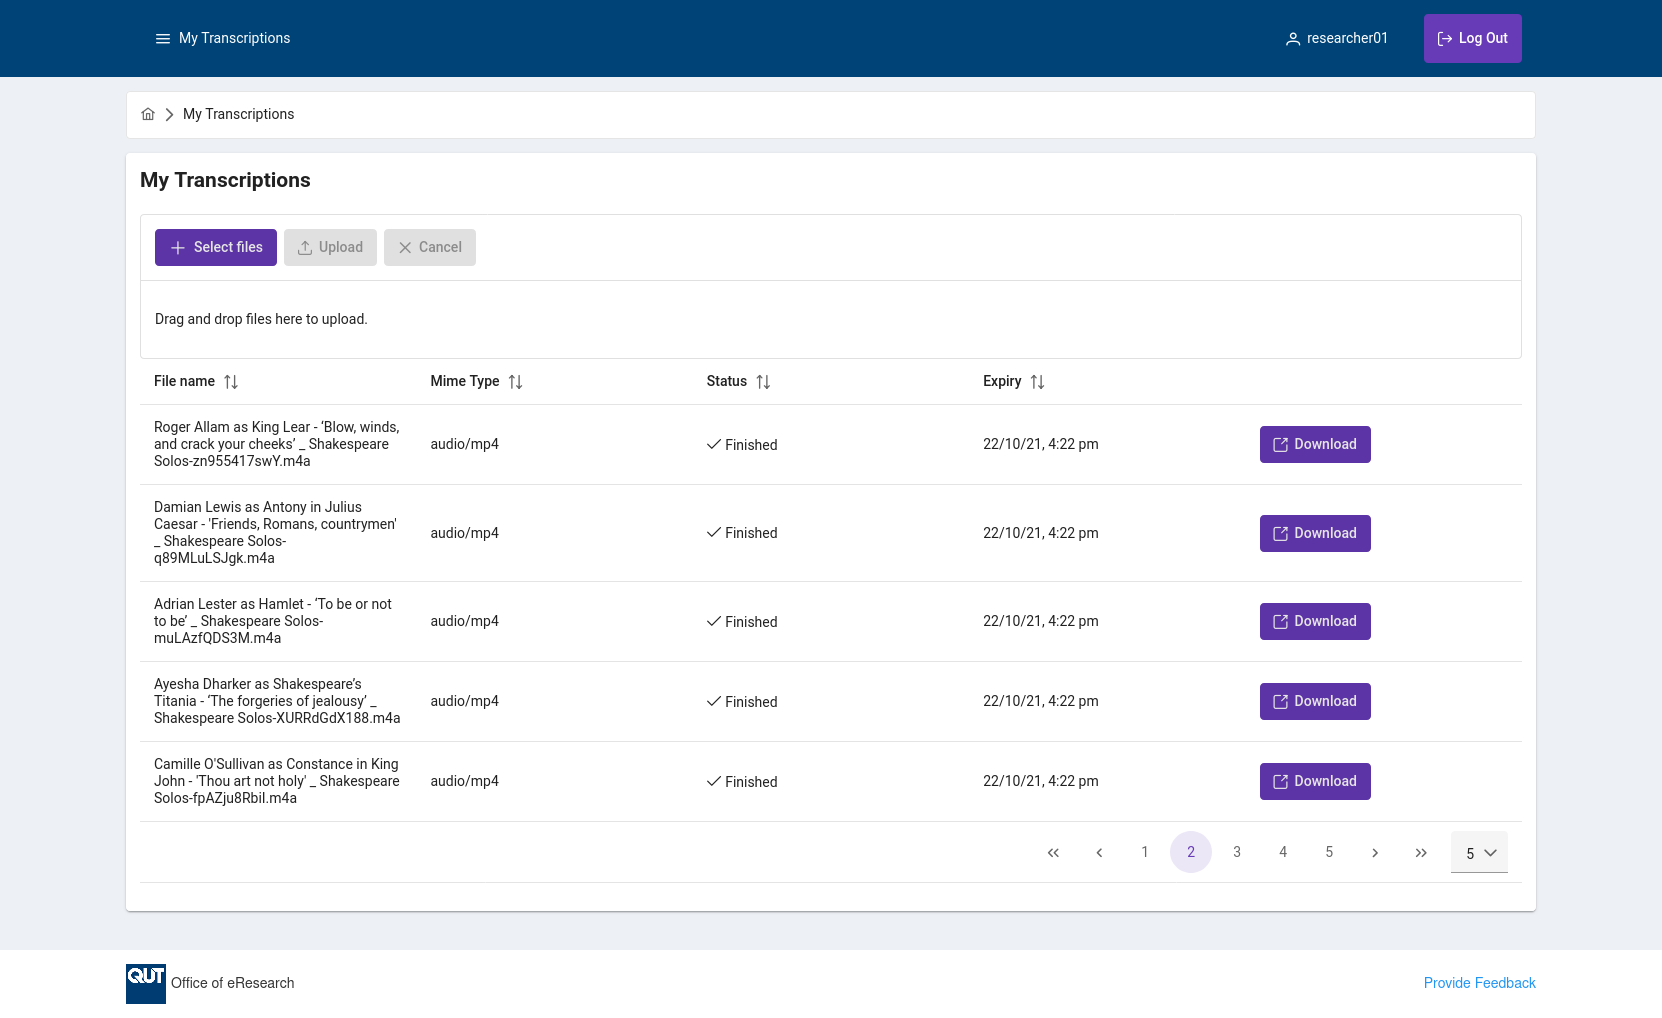 My Transcriptions
researcher01
Log Out
My Transcriptions
My Transcriptions
Select files
Upload
Cancel
Drag and drop files here to upload.
File name
Mime Type
Status
Expiry
Roger Allam as King Lear - ‘Blow, winds,
and crack your cheeks’ _ Shakespeare
Solos-zn955417swY.m4a
audio/mp4
Finished
22/10/21, 4:22 pm
Download
Damian Lewis as Antony in Julius
Caesar - 'Friends, Romans, countrymen'
_ Shakespeare Solos-
q89MLuLSJgk.m4a
audio/mp4
Finished
22/10/21, 4:22 pm
Download
Adrian Lester as Hamlet - ‘To be or not
to be’ _ Shakespeare Solos-
muLAzfQDS3M.m4a
audio/mp4
Finished
22/10/21, 4:22 pm
Download
Ayesha Dharker as Shakespeare’s
Titania - ‘The forgeries of jealousy’ _
Shakespeare Solos-XURRdGdX188.m4a
audio/mp4
Finished
22/10/21, 4:22 pm
Download
Camille O'Sullivan as Constance in King
John - 'Thou art not holy' _ Shakespeare
Solos-fpAZju8RbiI.m4a
audio/mp4
Finished
22/10/21, 4:22 pm
Download
1 2 3 4 5 5
QUT
Office of eResearch
Provide Feedback